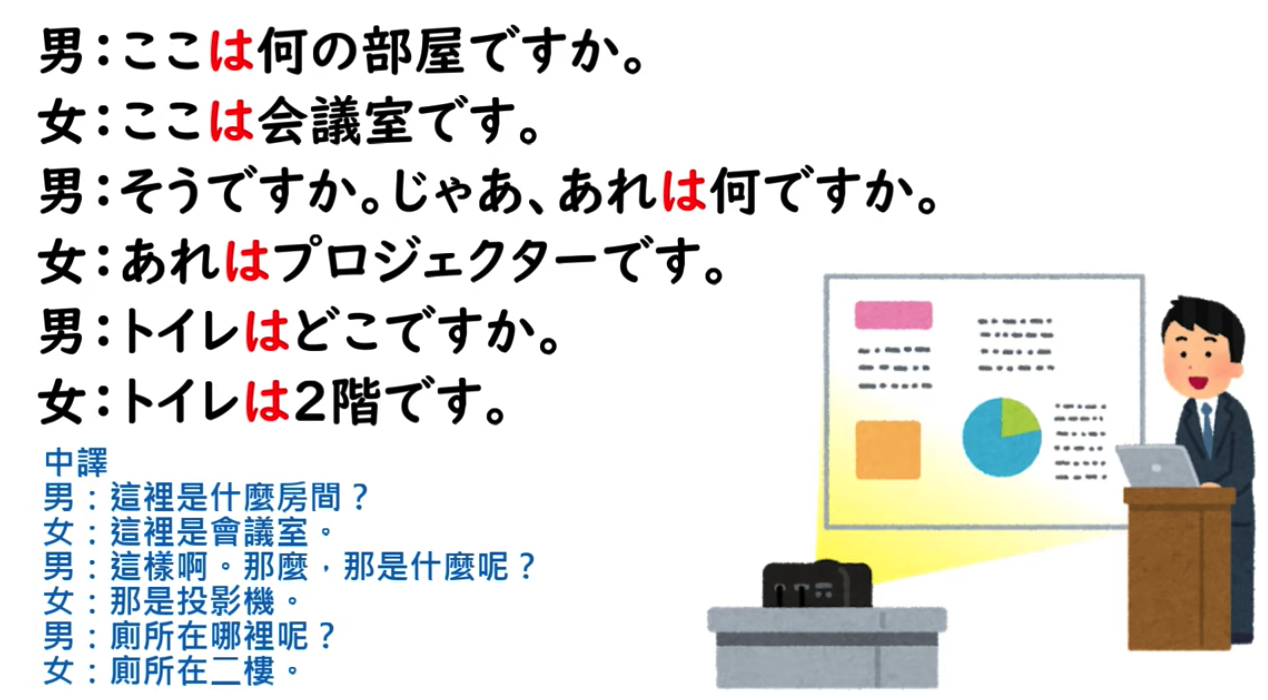 男：ここは何の部屋ですか。
女：ここは会議室です。
男：そうですか。じゃあ、あれは何ですか。
女：あれはプロジェクターです。
男：トイレはどこですか。
女：トイレは2階です。
中譯
男：這裡是什麼房間？
女：這裡是會議室。
男：這樣啊。那麼，那是什麼呢？
女：那是投影機。
男：廁所在哪裡呢？
女：廁所在二樓。